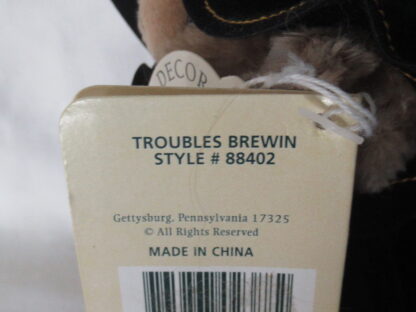 DECOR
TROUBLES BREWIN
STYLE # 88402
Gettysburg, Pennsylvania 17325
© All Rights Reserved
MADE IN CHINA